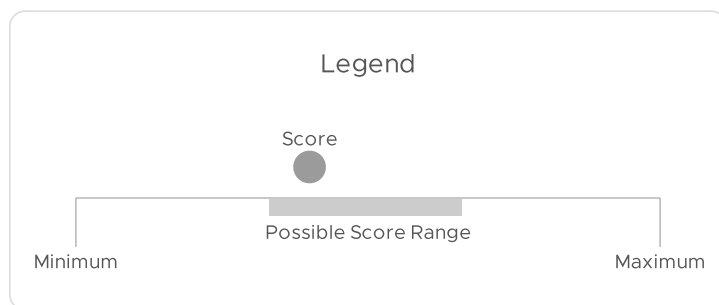 Legend
Score
Possible Score Range
Minimum
Maximum